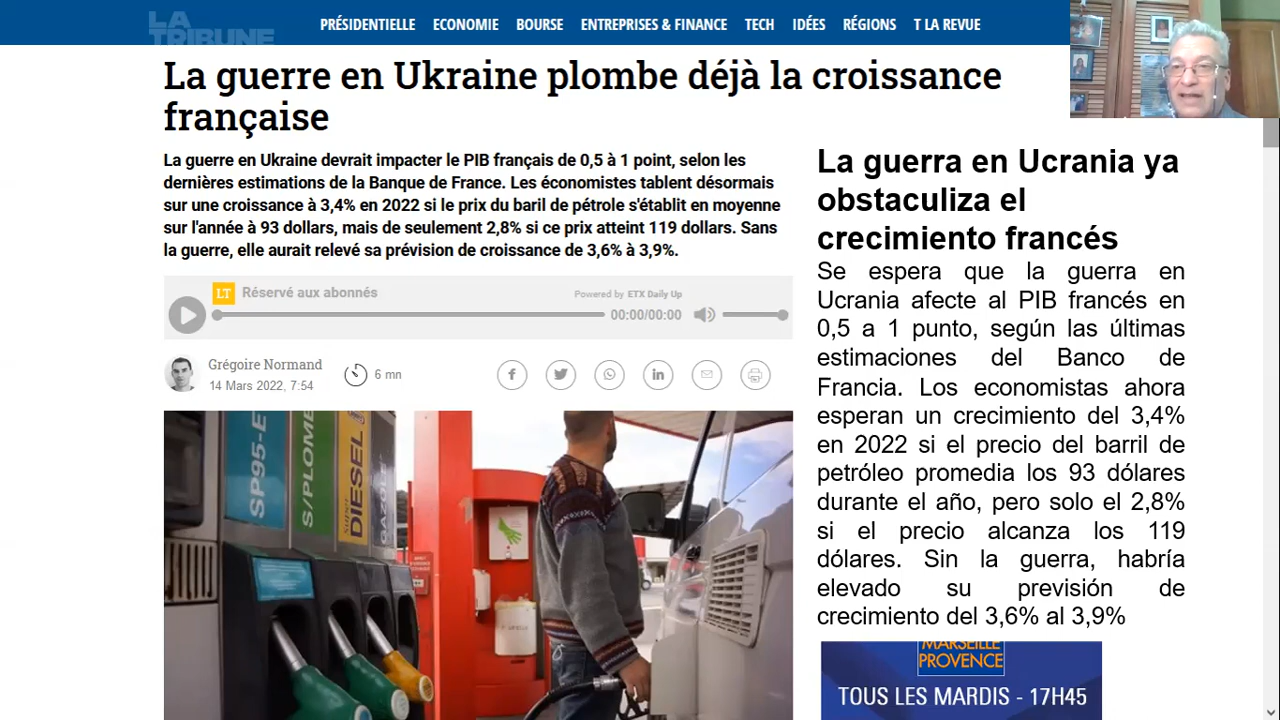 LA
TRIBUNE
PRÉSIDENTIELLE ECONOMIE BOURSE ENTREPRISES & FINANCE TECH IDÉES RÉGIONS T LA REVUE
La guerre en Ukraine plombe déjà la croissance
française
La guerre en Ukraine devrait impacter le PIB français de 0,5 à 1 point, selon les
dernières estimations de la Banque de France. Les économistes tablent désormais
sur une croissance à 3,4% en 2022 si le prix du baril de pétrole s'établit en moyenne
sur l'année à 93 dollars, mais de seulement 2,8% si ce prix atteint 119 dollars. Sans
la guerre, elle aurait relevé sa prévision de croissance de 3,6% à 3,9%.
LT Réservé aux abonnés
Powered by ETX Daily Up
00:00/00:00
Grégoire Normand
14 Mars 2022, 7:54
6 mn
SP95-E
S/PLOMB
super
DIESEL
GAZOLE
La guerra en Ucrania ya
obstaculiza el
crecimiento francés
Se espera que la guerra en
Ucrania afecte al PIB francés en
0,5 a 1 punto, según las últimas
estimaciones del Banco de
Francia. Los economistas ahora
esperan un crecimiento del 3,4%
en 2022 si el precio del barril de
petróleo promedia los 93 dólares
durante el año, pero solo el 2,8%
si el precio alcanza los 119
dólares. Sin la guerra, habría
elevado su previsión de
crecimiento del 3,6% al 3,9%
MARSEILLE
PROVENCE
TOUS LES MARDIS - 17H45